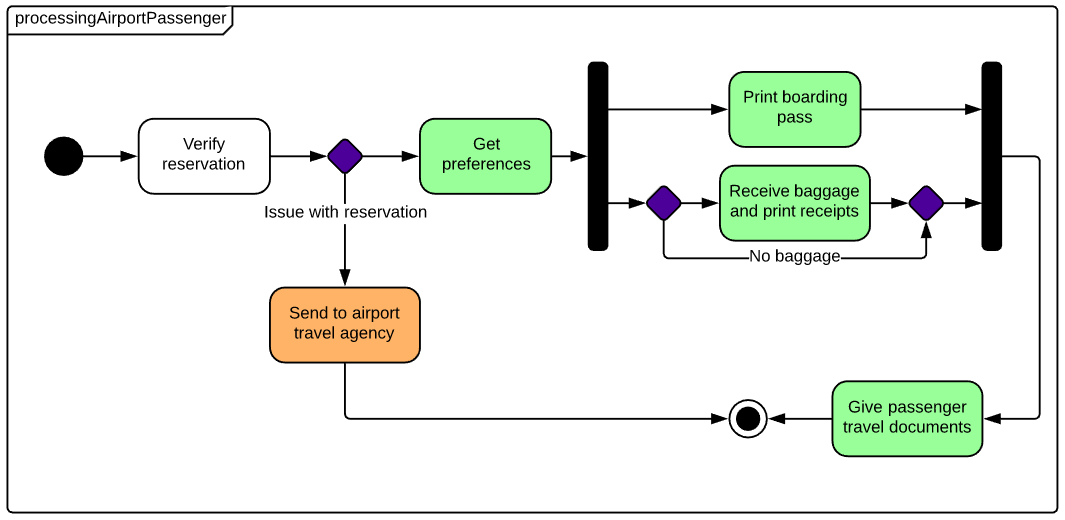 processingAirportPassenger
Verify
reservation
Get
preferences
Print boarding
pass
Receive baggage
and print receipts
Issue with reservation
No baggage
Send to airport
travel agency
Give passenger
travel documents